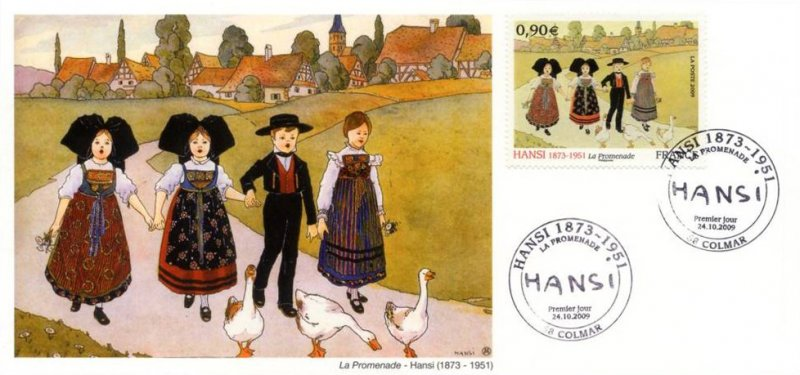 HANSI
La Promenade - Hansi (1873 - 1951)
0,90€
LA POSTE 2009
HANSI 1873-1951 La Promenade
FRANCE
HANSI 1873-1951
LA PROMENADE
HANSI
Premier Jour
24.10.2009
68 COLMAR
HANSI 1873-1951
LA PROMENADE
HANSI
Premier Jour
24.10.2009
68 COLMAR